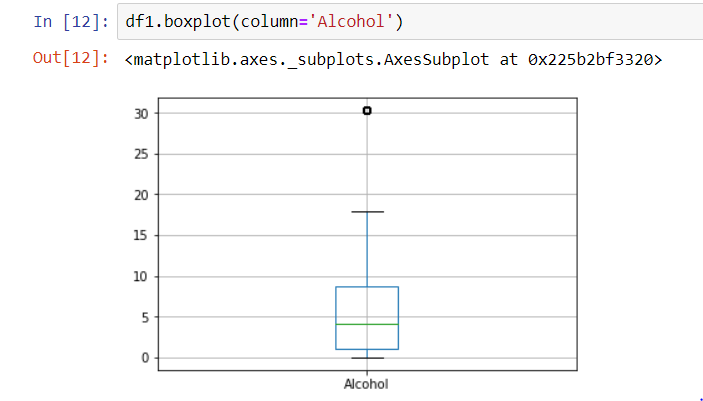 In [12]: df1.boxplot(column='Alcohol')
Out[12]: <matplotlib.axes._subplots.AxesSubplot at 0x225b2bf3320>
30
25
20
15
10
5
0
Alcohol